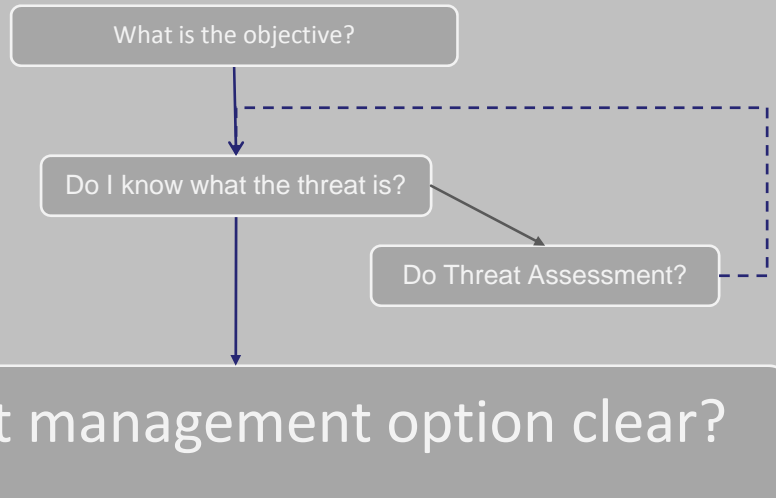 What is the objective?
Do I know what the threat is?
Do Threat Assessment?
t management option clear?